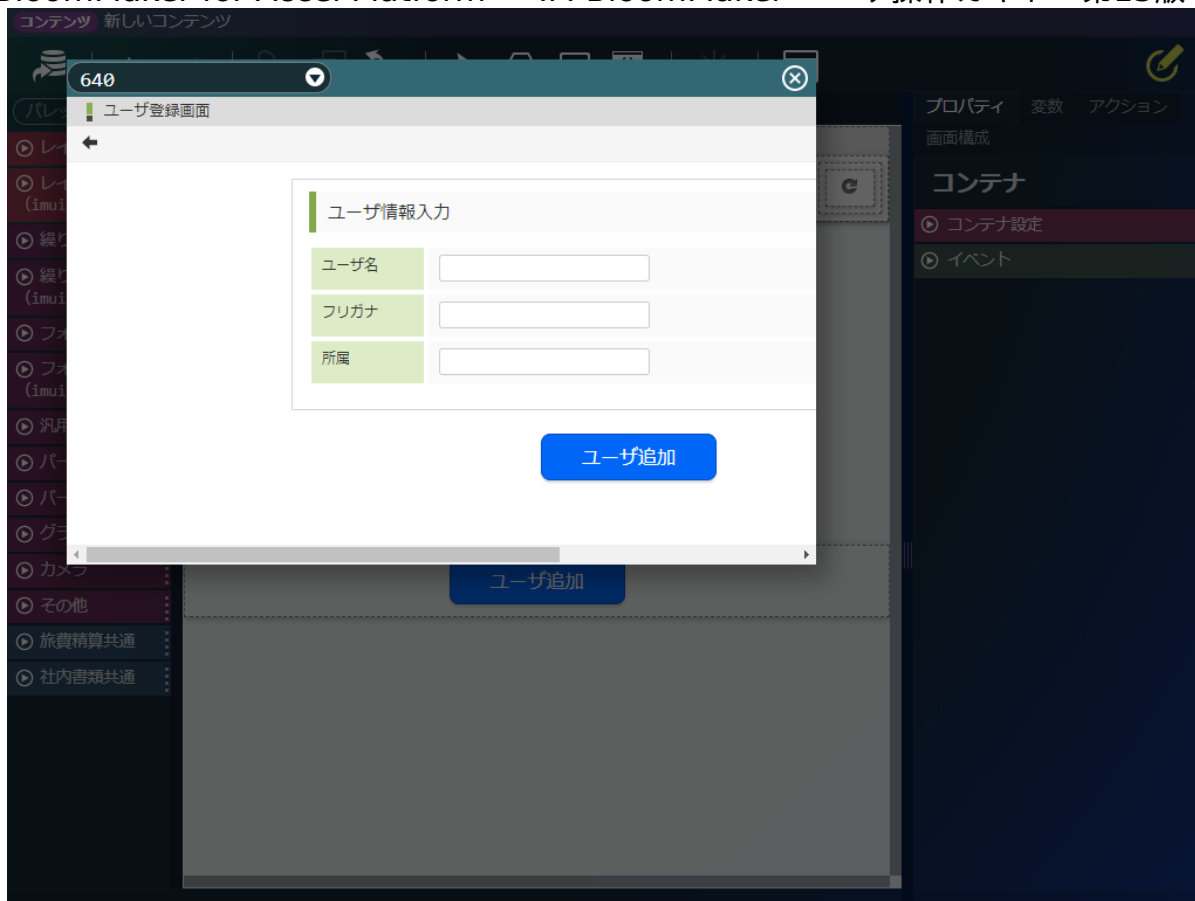 コンテンツ 新しいコンテンツ
640
ユーザ登録画面
ユーザ情報入力
ユーザ名
フリガナ
所属
ユーザ追加
ユーザ追加
カメラ
その他
旅費精算共通
社内書類共通
プロパティ 変数 アクション
画面構成
コンテナ
コンテナ設定
イベント